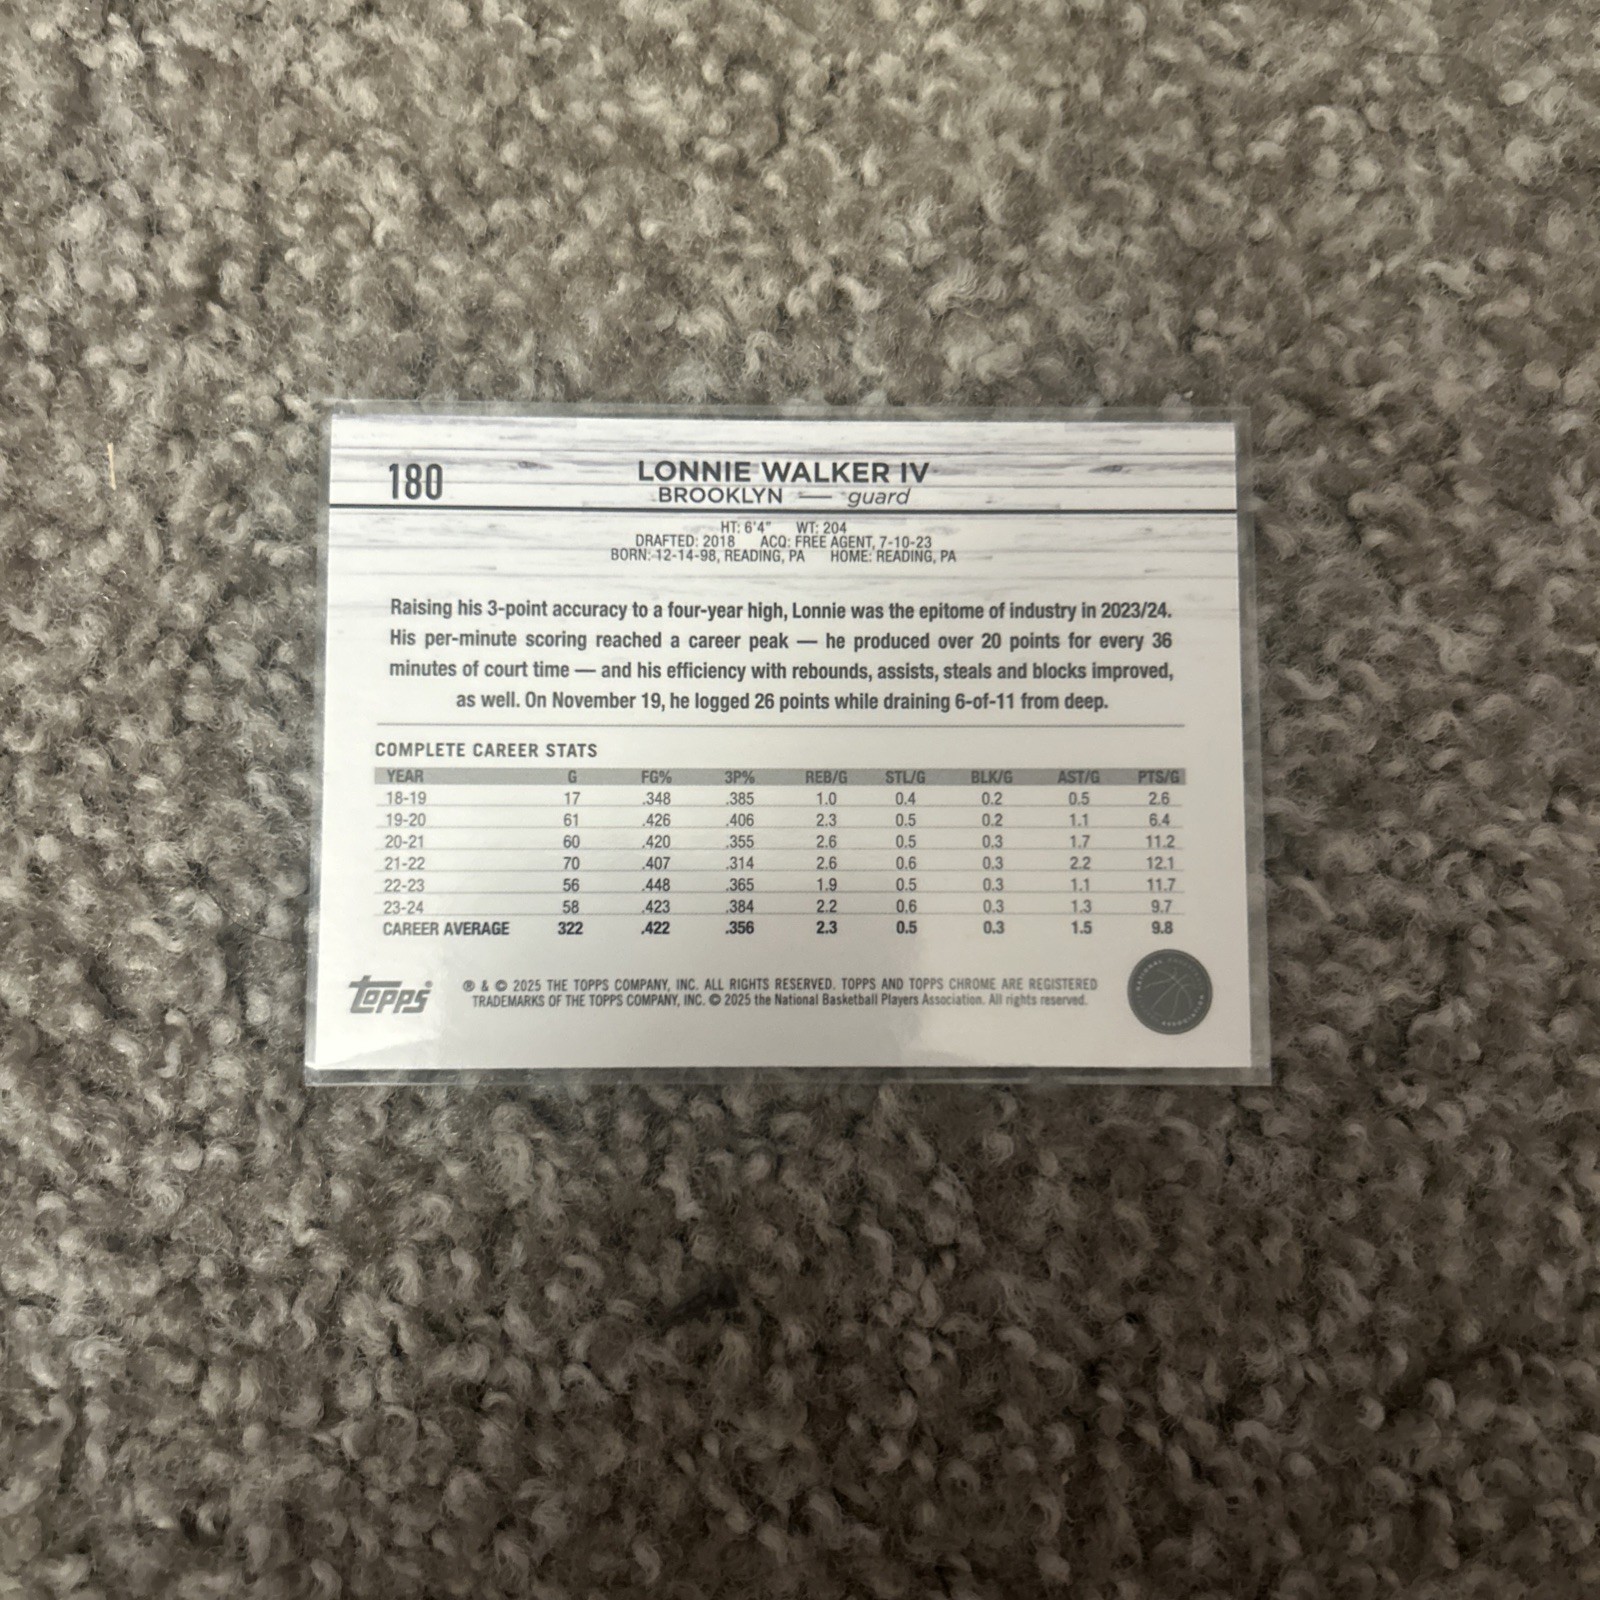 180
LONNIE WALKER IV
BROOKLYN — guard
HT: 6'4" WT: 204
DRAFTED: 2018 ACQ: FREE AGENT, 7-10-23
BORN: 12-14-98, READING, PA HOME: READING, PA
Raising his 3-point accuracy to a four-year high, Lonnie was the epitome of industry in 2023/24.
His per-minute scoring reached a career peak — he produced over 20 points for every 36
minutes of court time — and his efficiency with rebounds, assists, steals and blocks improved,
as well. On November 19, he logged 26 points while draining 6-of-11 from deep.
COMPLETE CAREER STATS
YEAR G FG% 3P% REB/G STL/G BLK/G AST/G PTS/G
18-19 17 .348 .385 1.0 0.4 0.2 0.5 2.6
19-20 61 .426 .406 2.3 0.5 0.2 1.1 6.4
20-21 60 .420 .355 2.6 0.5 0.3 1.7 11.2
21-22 70 .407 .314 2.6 0.6 0.3 2.2 12.1
22-23 56 .448 .365 1.9 0.5 0.3 1.1 11.7
23-24 58 .423 .384 2.2 0.6 0.3 1.3 9.7
CAREER AVERAGE 322 .422 .356 2.3 0.5 0.3 1.5 9.8
topps
® & © 2025 THE TOPPS COMPANY, INC. ALL RIGHTS RESERVED. TOPPS AND TOPPS CHROME ARE REGISTERED
TRADEMARKS OF THE TOPPS COMPANY, INC. © 2025 the National Basketball Players Association. All rights reserved.